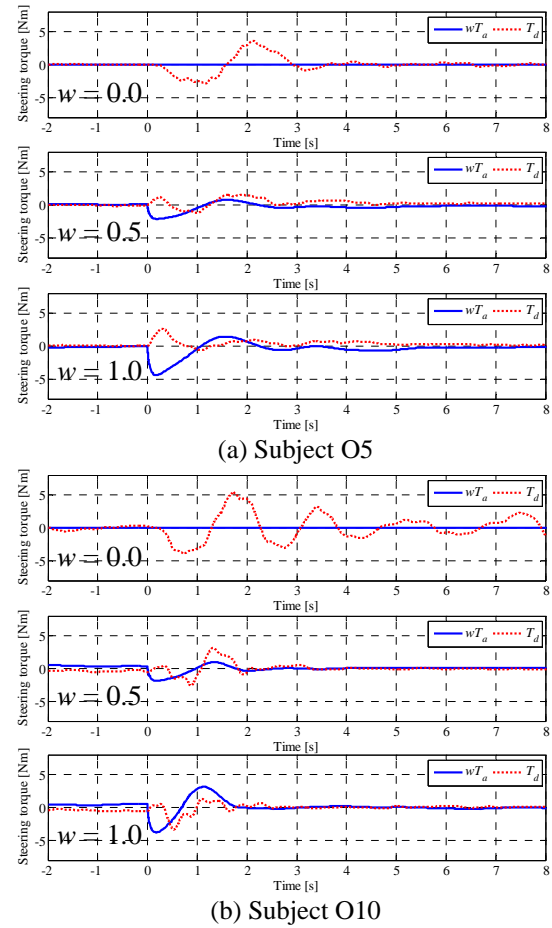 Steering torque [Nm]
5
0
-5
w = 0.0
wTₐ T_d
-2 -1 0 1 2 3 4 5 6 7 8
Time [s]
Steering torque [Nm]
5
0
-5
w = 0.5
wTₐ T_d
-2 -1 0 1 2 3 4 5 6 7 8
Time [s]
Steering torque [Nm]
5
0
-5
w = 1.0
wTₐ T_d
-2 -1 0 1 2 3 4 5 6 7 8
Time [s]
(a) Subject O5
Steering torque [Nm]
5
0
-5
w = 0.0
wTₐ T_d
-2 -1 0 1 2 3 4 5 6 7 8
Time [s]
Steering torque [Nm]
5
0
-5
w = 0.5
wTₐ T_d
-2 -1 0 1 2 3 4 5 6 7 8
Time [s]
Steering torque [Nm]
5
0
-5
w = 1.0
wTₐ T_d
-2 -1 0 1 2 3 4 5 6 7 8
Time [s]
(b) Subject O10